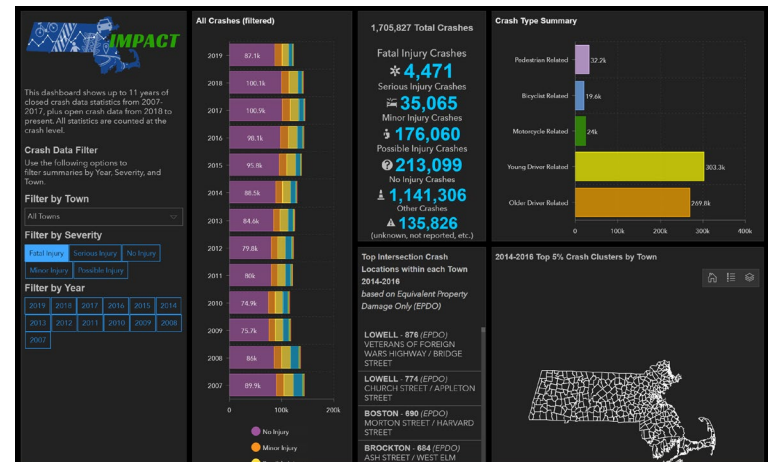 IMPACT
This dashboard shows up to 11 years of
closed crash data statistics from 2007-
2017, plus open crash data from 2018 to
present. All statistics are counted at the
crash level.
Crash Data Filter
Use the following options to
filter summaries by Year, Severity, and
Town.
Filter by Town
All Towns
Filter by Severity
Fatal Injury Serious Injury No Injury
Minor Injury Possible Injury
Filter by Year
2019 2018 2017 2016 2015 2014
2013 2012 2011 2010 2009 2008
2007
All Crashes (filtered)
2019 87.1k
2018 100.1k
2017 100.9k
2016 98.1k
2015 95.8k
2014 88.5k
2013 84.6k
2012 79.8k
2011 80k
2010 74.9k
2009 75.7k
2008 86k
2007 89.9k
0 100k 200k
No Injury
Minor Injury
1,705,827 Total Crashes
Fatal Injury Crashes
4,471
Serious Injury Crashes
35,065
Minor Injury Crashes
176,060
Possible Injury Crashes
213,099
No Injury Crashes
1,141,306
Other Crashes
135,826
(unknown, not reported, etc.)
Top Intersection Crash
Locations within each Town
2014-2016
based on Equivalent Property
Damage Only (EPDO)
LOWELL - 876 (EPDO)
VETERANS OF FOREIGN
WARS HIGHWAY / BRIDGE
STREET
LOWELL - 774 (EPDO)
CHURCH STREET / APPLETON
STREET
BOSTON - 690 (EPDO)
MORTON STREET / HARVARD
STREET
BROCKTON - 684 (EPDO)
ASH STREET / WEST ELM
Crash Type Summary
Pedestrian Related 32.2k
Bicyclist Related 19.6k
Motorcycle Related 24k
Young Driver Related 303.3k
Older Driver Related 269.8k
0 100k 200k 300k 400k
2014-2016 Top 5% Crash Clusters by Town